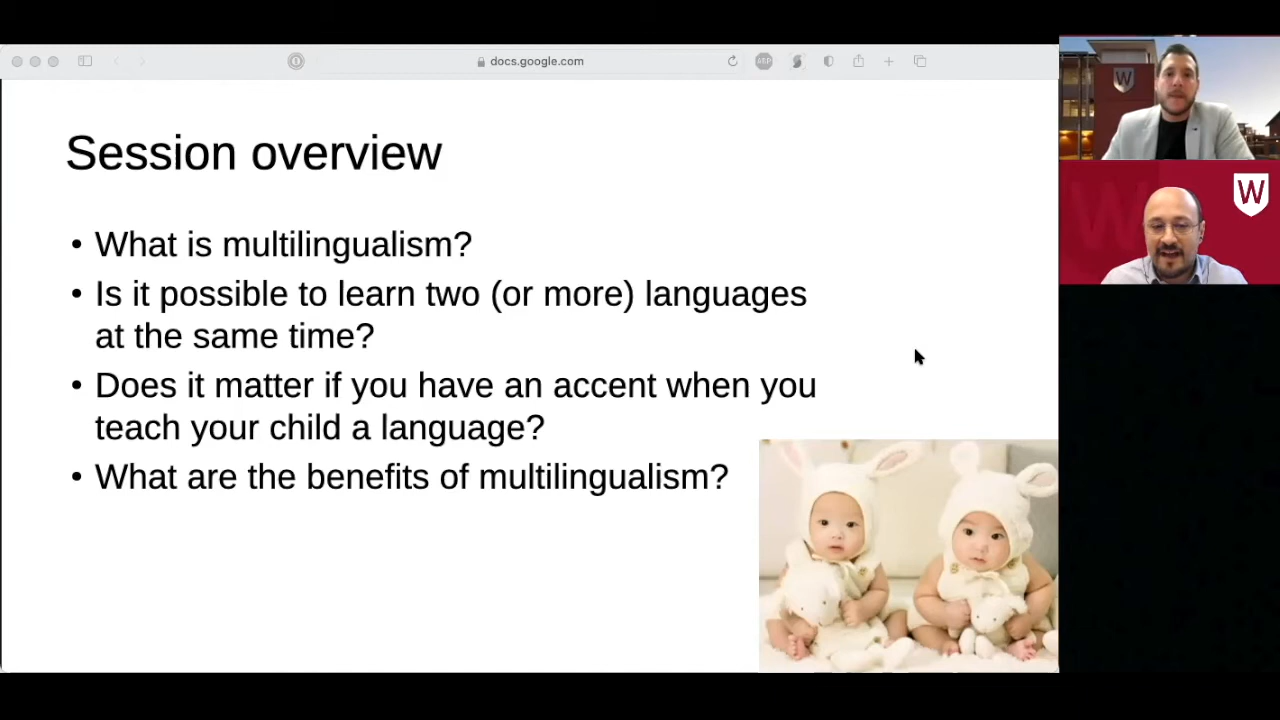 docs.google.com
ABP
W
W
Session overview
• What is multilingualism?
• Is it possible to learn two (or more) languages
at the same time?
• Does it matter if you have an accent when you
teach your child a language?
• What are the benefits of multilingualism?